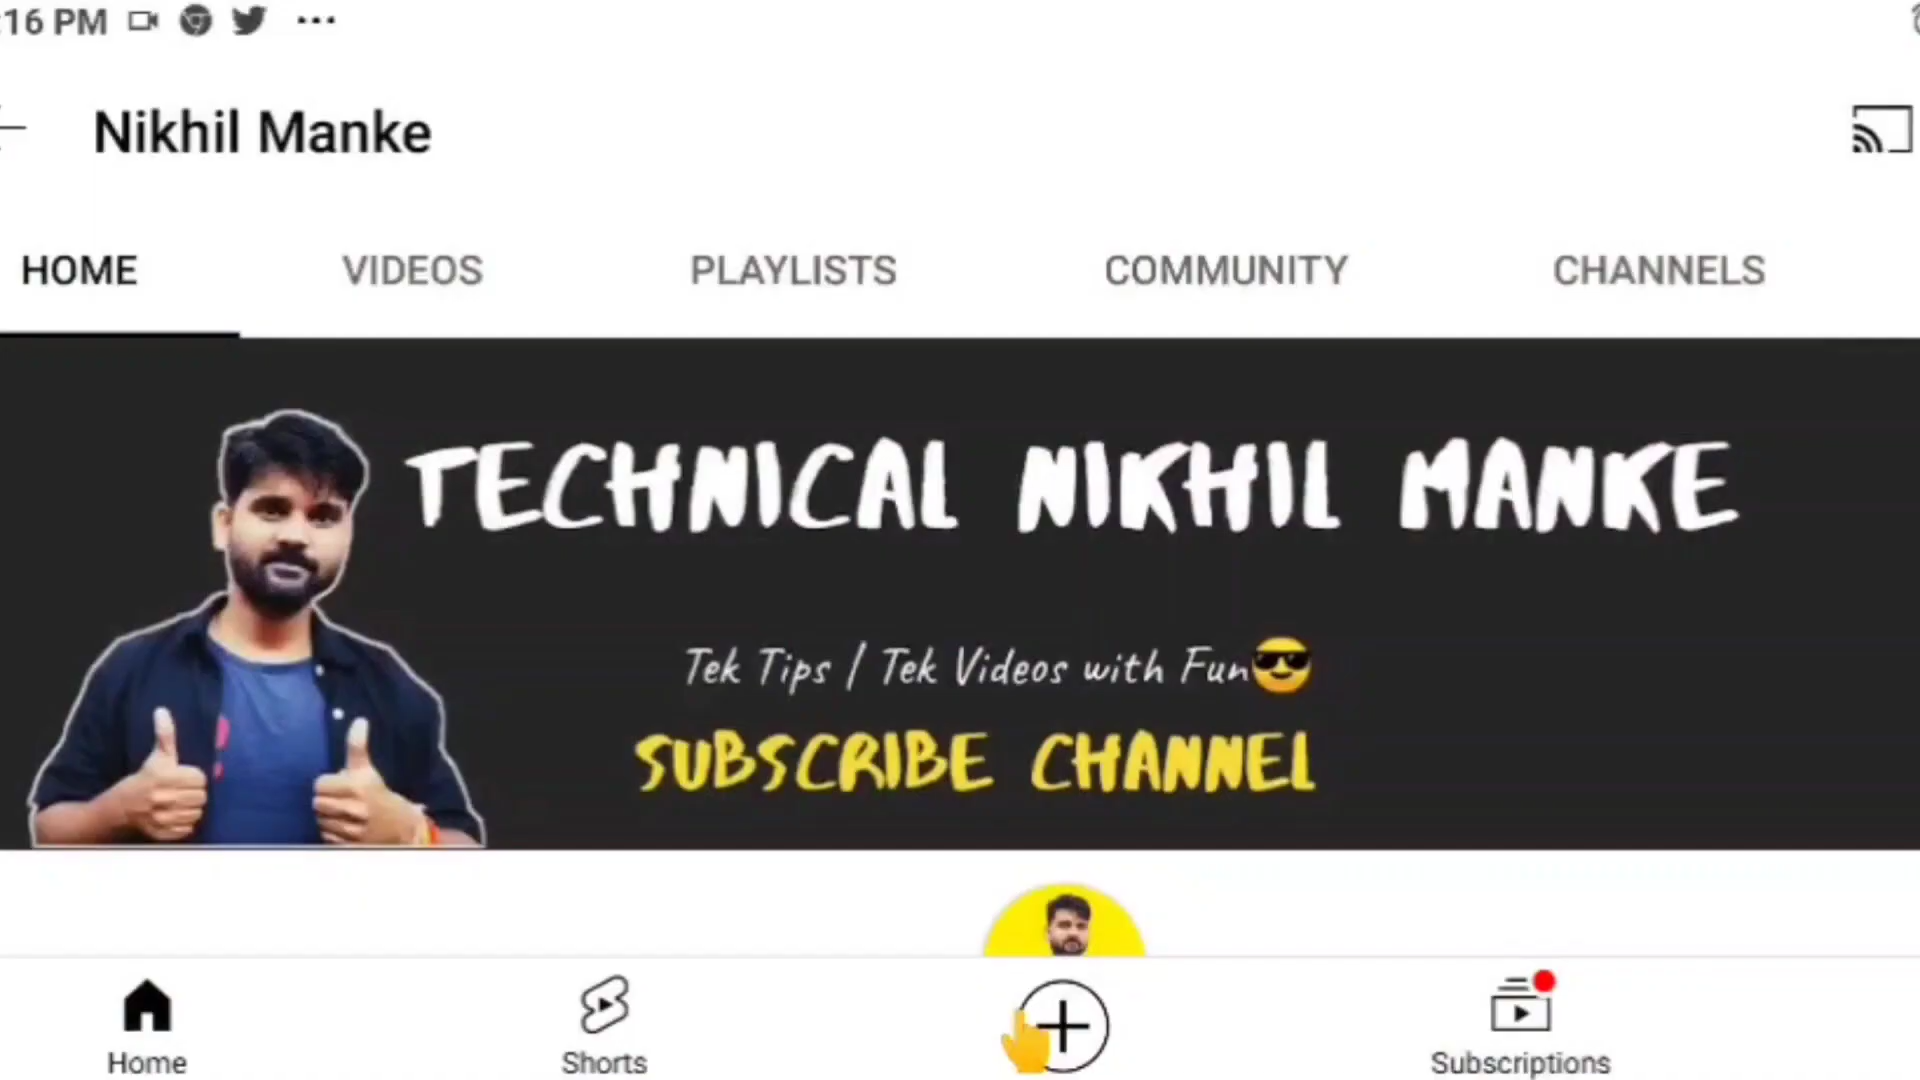 :16 PM
Nikhil Manke
HOME VIDEOS PLAYLISTS COMMUNITY CHANNELS
TECHNICAL NIKHIL MANKE
Tek Tips / Tek Videos with Fun😎
SUBSCRIBE CHANNEL
Home Shorts Subscriptions